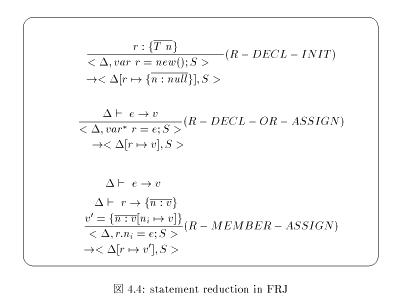 r : {T n}
(R − DECL − INIT)
< Δ, var r = new(); S >
→< Δ[r ↦ {n : null}], S >
Δ ⊢ e → v
(R − DECL − OR − ASSIGN)
< Δ, var* r = e; S >
→< Δ[r ↦ v], S >
Δ ⊢ e → v
Δ ⊢ r → {n : v}
v′ = {n : v[nᵢ ↦ v]}
(R − MEMBER − ASSIGN)
< Δ, r.nᵢ = e; S >
→< Δ[r ↦ v′], S >
図 4.4: statement reduction in FRJ